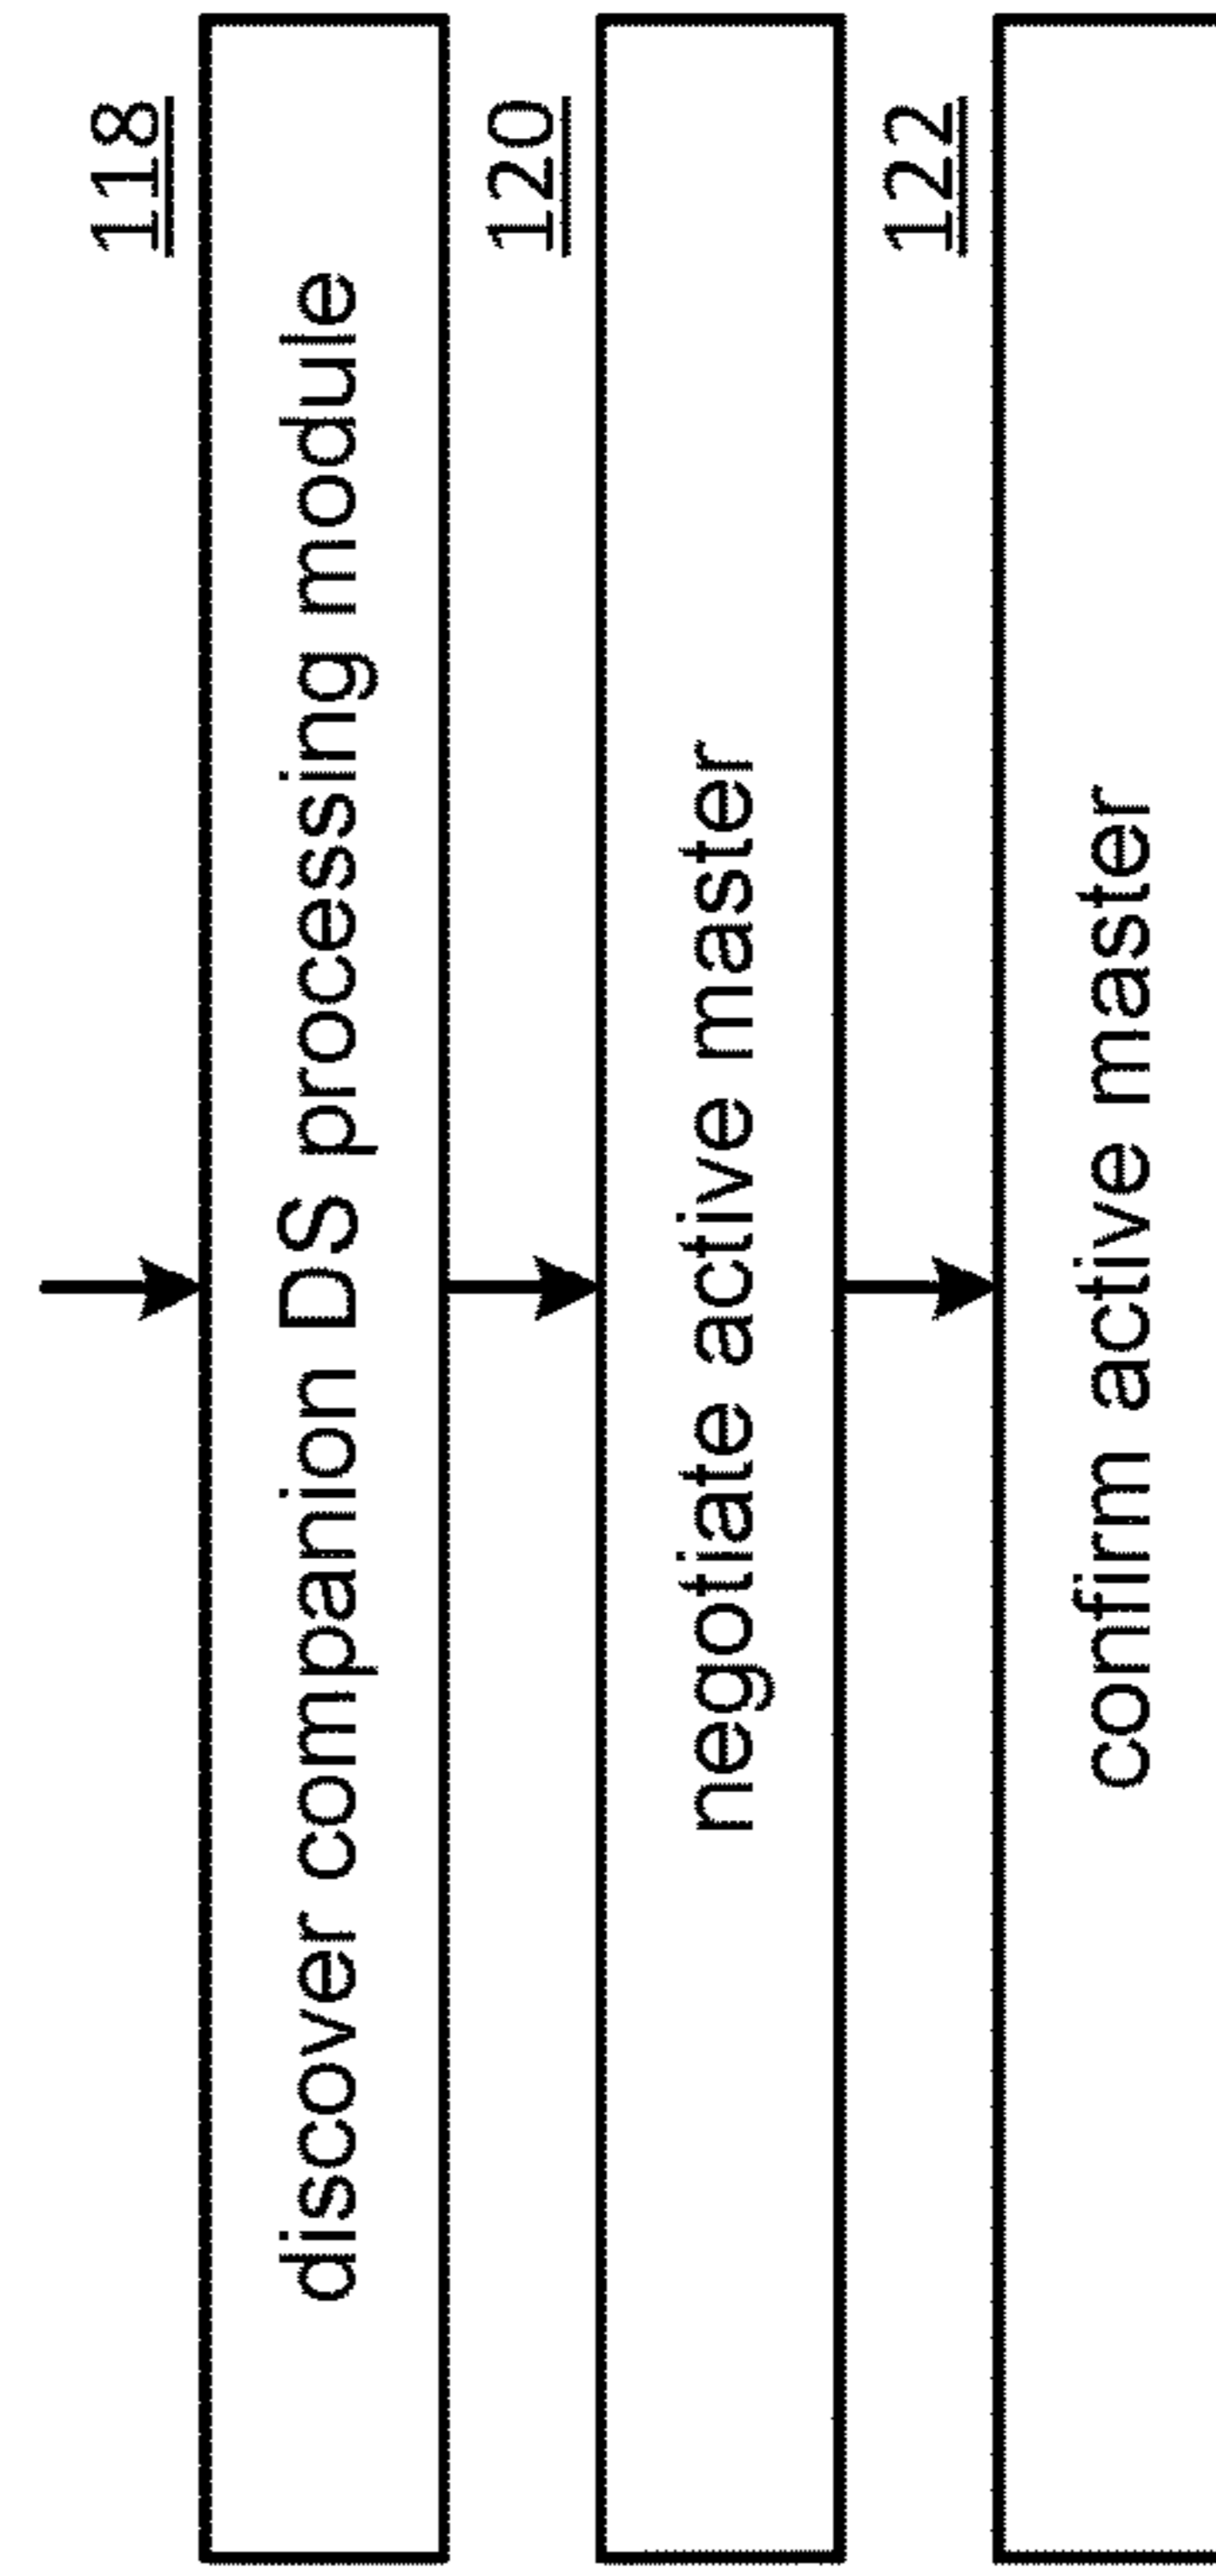 118
discover companion DS processing module
120
negotiate active master
122
confirm active master